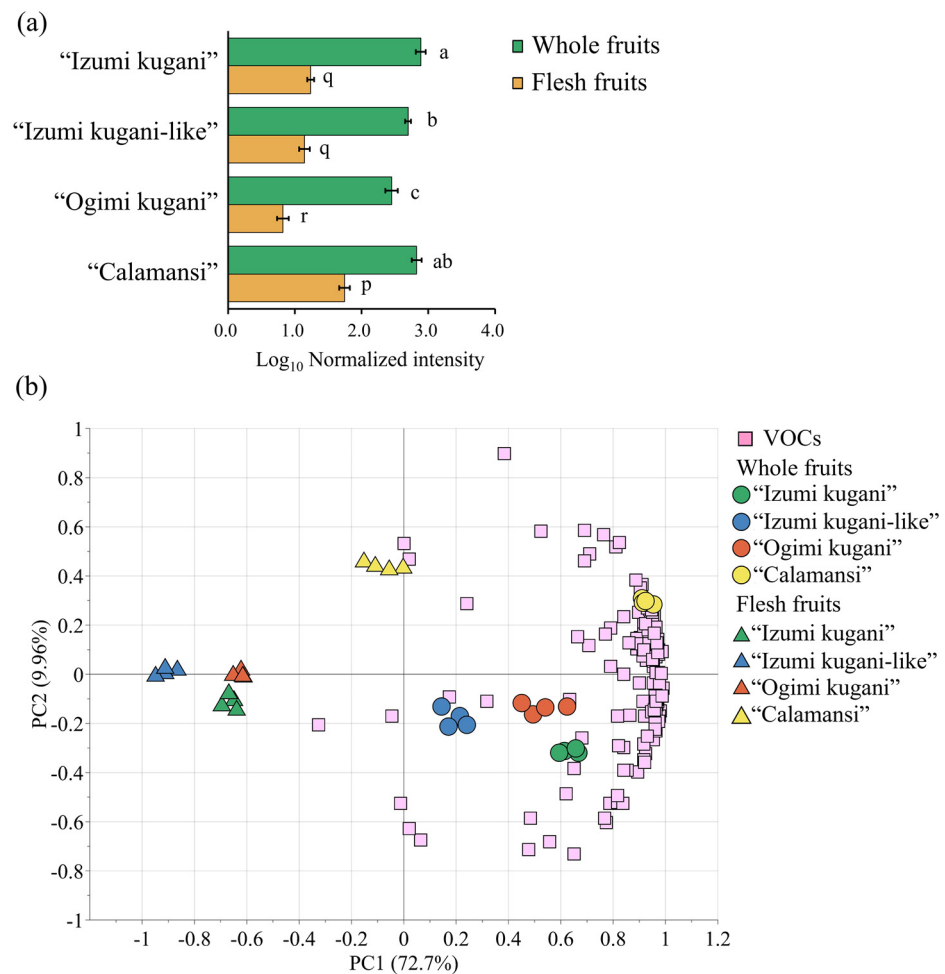 (a)
“Izumi kugani”
“Izumi kugani-like”
“Ogimi kugani”
“Calamansi”
a
q
b
q
c
r
ab
p
0.0 1.0 2.0 3.0 4.0
Log₁₀ Normalized intensity
Whole fruits
Flesh fruits
(b)
PC2 (9.96%)
1
0.8
0.6
0.4
0.2
0
-0.2
-0.4
-0.6
-0.8
-1
-1 -0.8 -0.6 -0.4 -0.2 0 0.2 0.4 0.6 0.8 1 1.2
PC1 (72.7%)
VOCs
Whole fruits
“Izumi kugani”
“Izumi kugani-like”
“Ogimi kugani”
“Calamansi”
Flesh fruits
“Izumi kugani”
“Izumi kugani-like”
“Ogimi kugani”
“Calamansi”